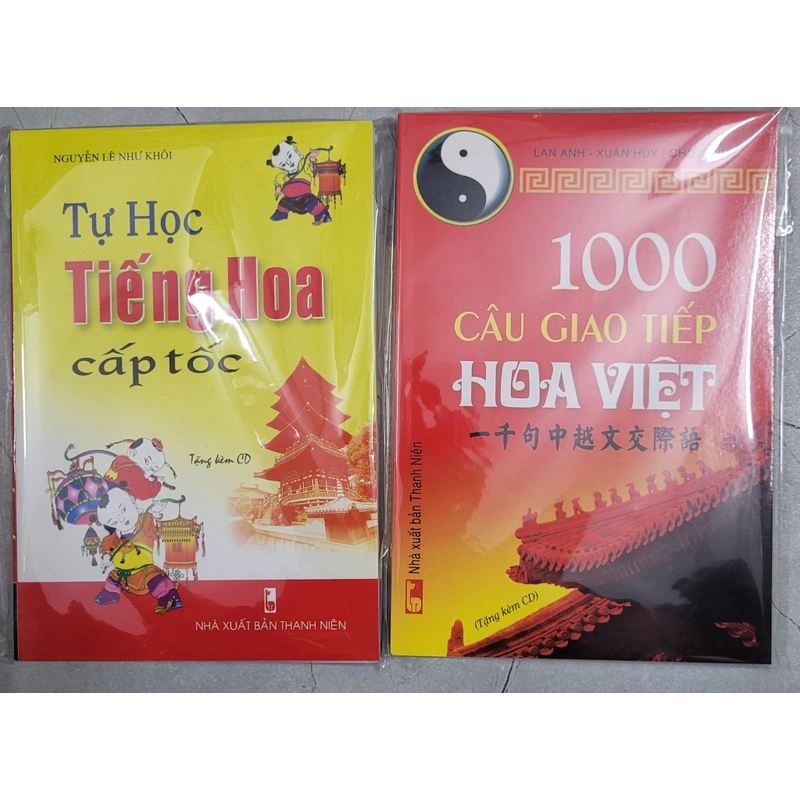 NGUYỄN LÊ NHƯ KHÔI
Tự Học
Tiếng Hoa
cấp tốc
Tặng kèm CD
NHÀ XUẤT BẢN THANH NIÊN
LAN ANH - XUÂN HUY -
1000
CÂU GIAO TIẾP
HOA VIỆT
一千句中越文交際語
Nhà xuất bản Thanh Niên
(Tặng kèm CD)